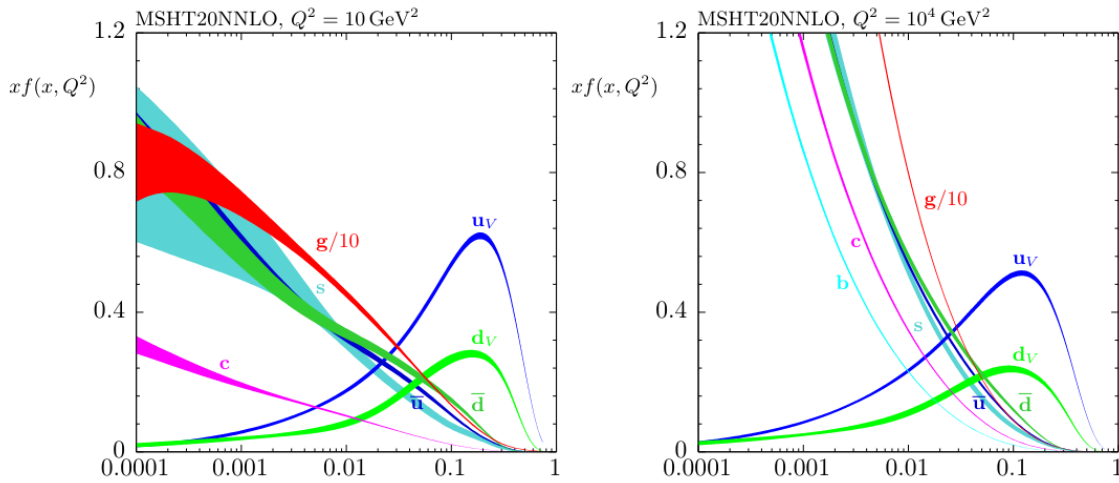 MSHT20NNLO, Q² = 10 GeV²
1.2
xf(x, Q²)
0.8
0.4
0
u_V
g/10
s
d_V
c
ū
d̄
0.0001
0.001
0.01
0.1
1
MSHT20NNLO, Q² = 10⁴ GeV²
1.2
xf(x, Q²)
0.8
0.4
0
g/10
c
u_V
b
s
d_V
ū
d̄
0.0001
0.001
0.01
0.1
1